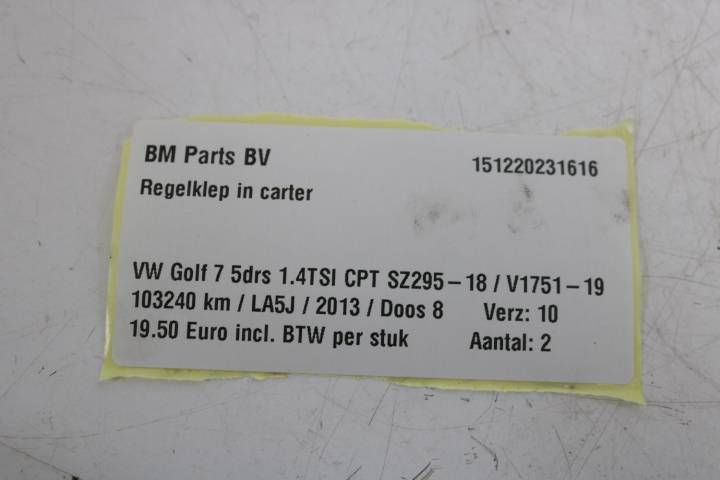 BM Parts BV 151220231616
Regelklep in carter
VW Golf 7 5drs 1.4TSI CPT SZ295-18 / V1751-19
103240 km / LA5J / 2013 / Doos 8 Verz: 10
19.50 Euro incl. BTW per stuk Aantal: 2